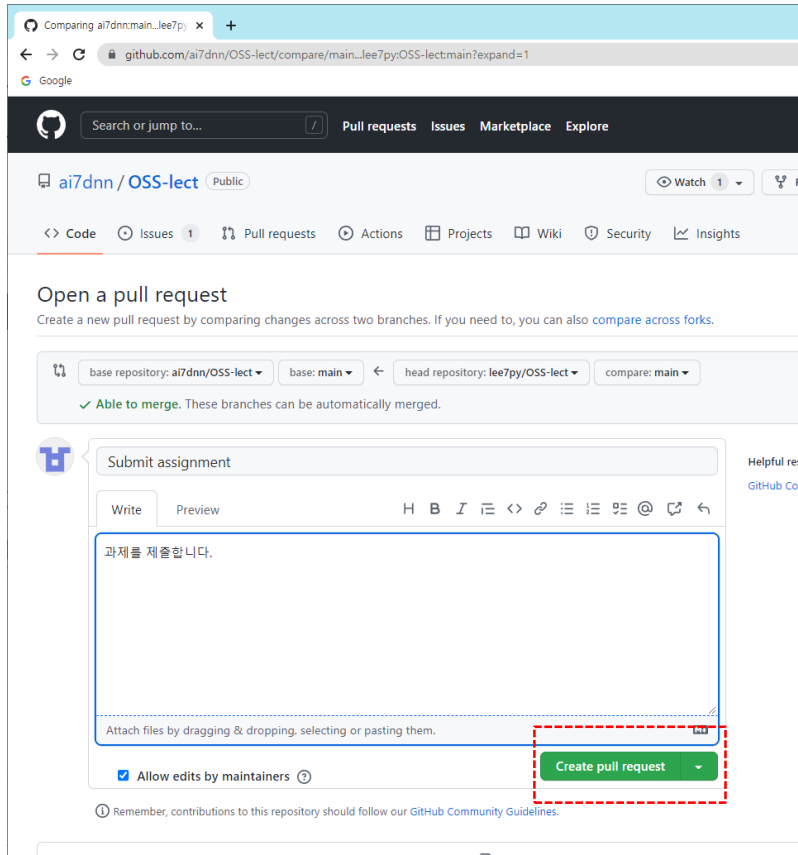 Comparing ai7dnn:main...lee7py
github.com/ai7dnn/OSS-lect/compare/main...lee7py:OSS-lect:main?expand=1
Google
Search or jump to... / Pull requests Issues Marketplace Explore
ai7dnn / OSS-lect Public Watch 1
Code Issues 1 Pull requests Actions Projects Wiki Security Insights
Open a pull request
Create a new pull request by comparing changes across two branches. If you need to, you can also compare across forks.
base repository: ai7dnn/OSS-lect base: main ← head repository: lee7py/OSS-lect compare: main
Able to merge. These branches can be automatically merged.
Submit assignment
Helpful re
GitHub Co
Write Preview
과제를 제출합니다.
Attach files by dragging & dropping, selecting or pasting them.
Create pull request
Allow edits by maintainers
Remember, contributions to this repository should follow our GitHub Community Guidelines.